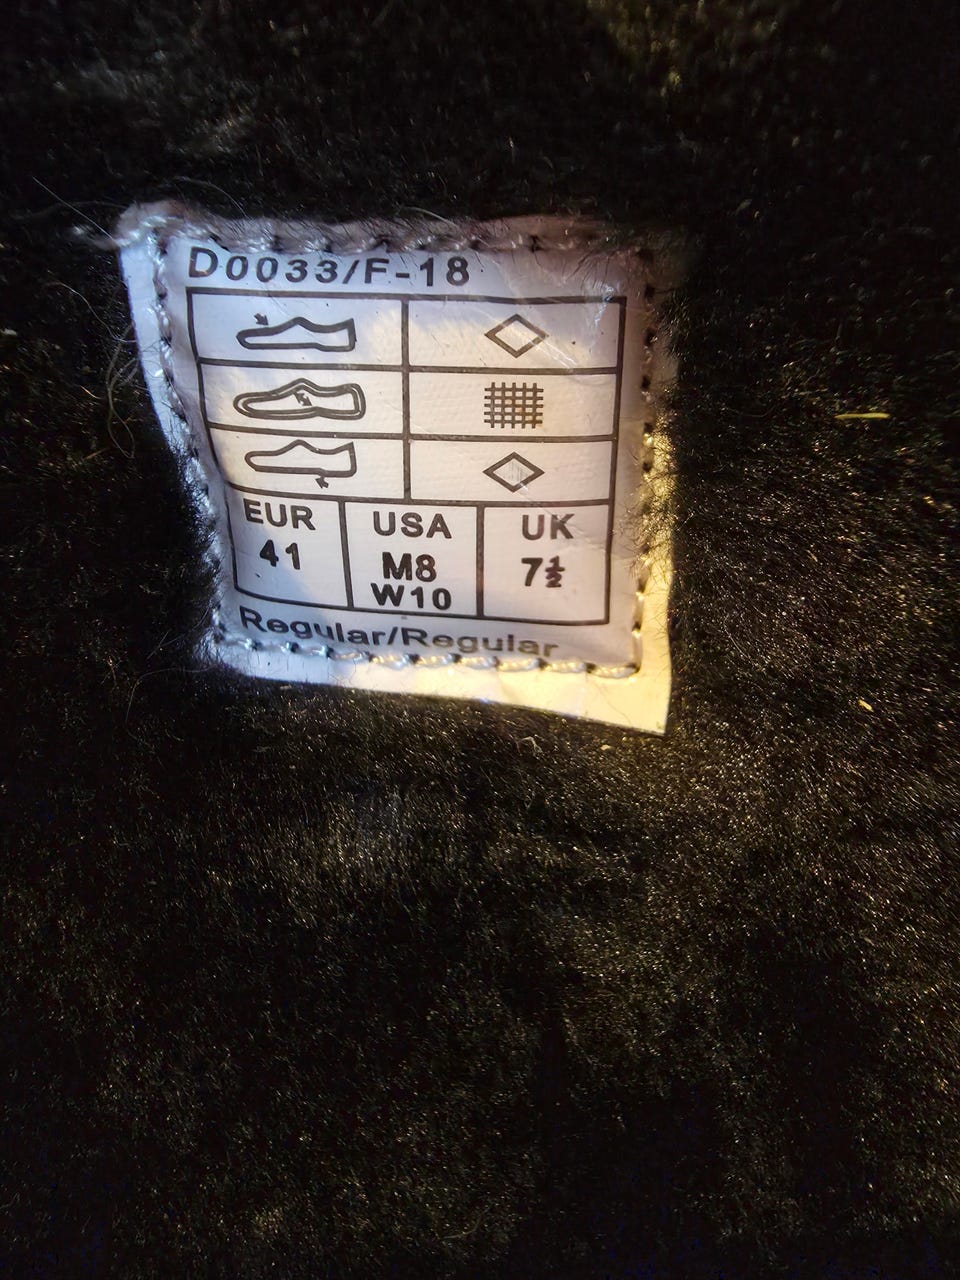 D0033/F-18
EUR USA UK
41 M8 7½
W10
Regular/Regular